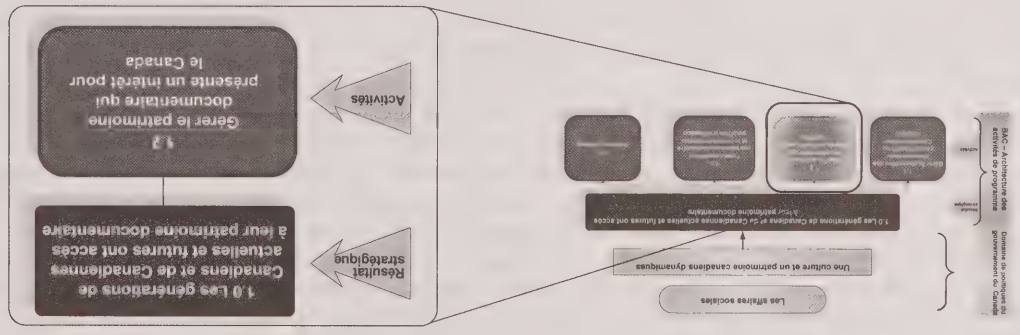 Domaine de politiques du
gouvernement du Canada
Les affaires sociales
Une culture et un patrimoine canadiens dynamiques
BAC – Architecture des
activités de programme
Résultat
stratégique
1.0 Les générations de Canadiens et de Canadiennes actuelles et futures ont accès
à leur patrimoine documentaire
Activités
Résultat
stratégique
1.0 Les générations de
Canadiens et de Canadiennes
actuelles et futures ont accès
à leur patrimoine documentaire
Activités
1.2
Gérer le patrimoine
documentaire qui
présente un intérêt pour
le Canada